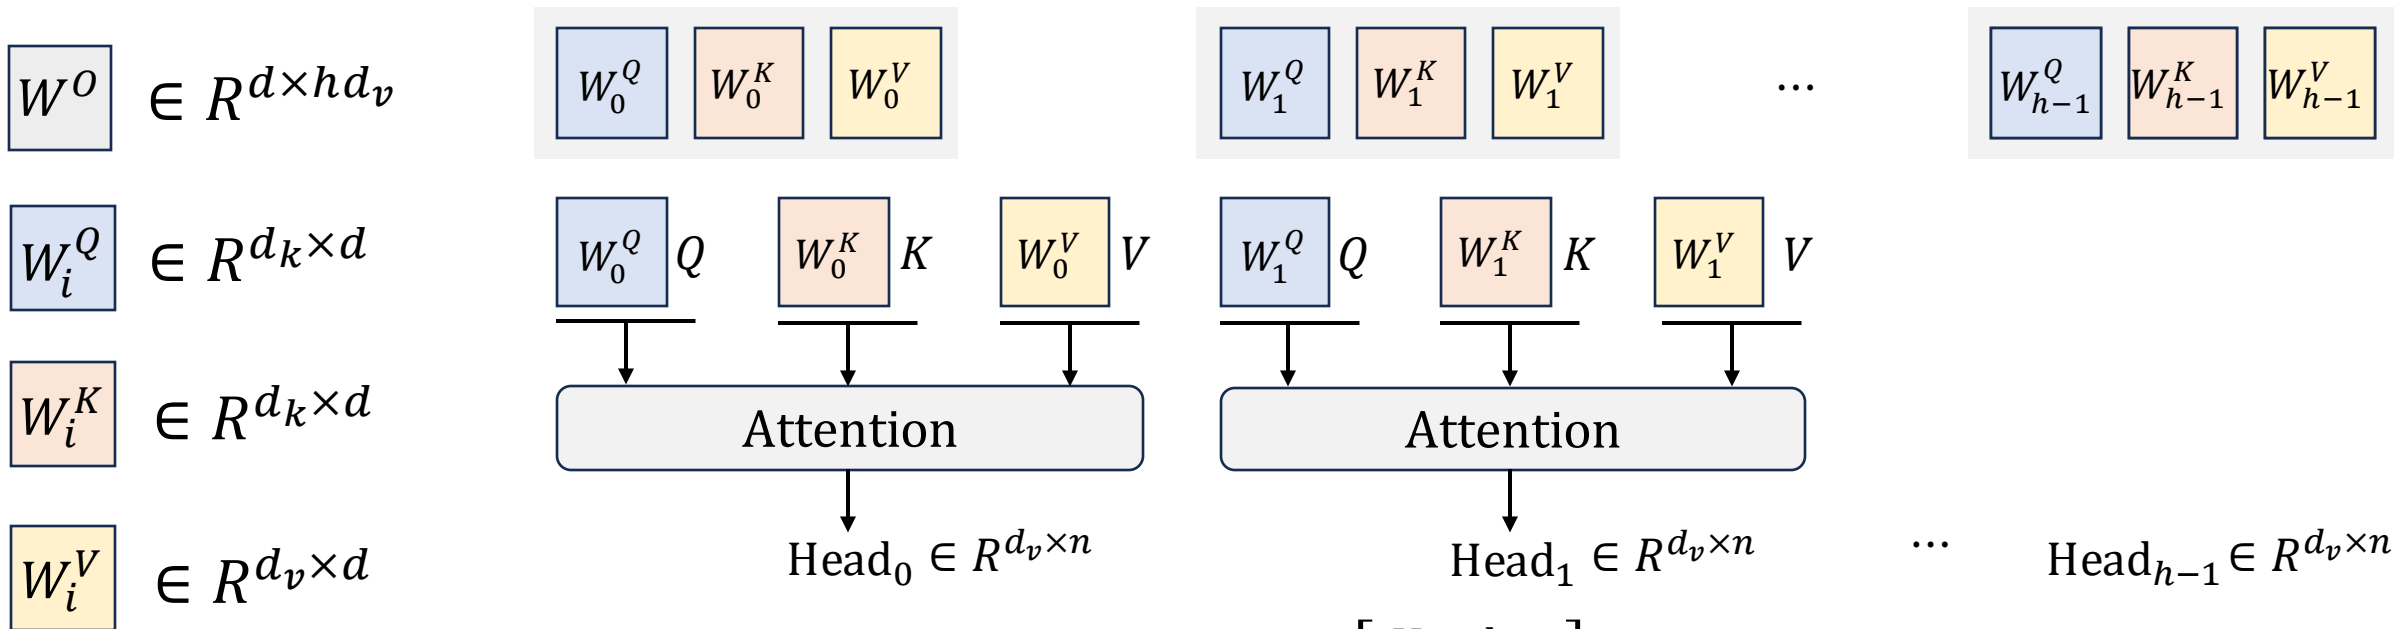 W^O ∈ R^{d×hd_v}
W_0^Q W_0^K W_0^V W_1^Q W_1^K W_1^V ... W_{h-1}^Q W_{h-1}^K W_{h-1}^V
W_i^Q ∈ R^{d_k×d}
W_0^Q Q W_0^K K W_0^V V W_1^Q Q W_1^K K W_1^V V
W_i^K ∈ R^{d_k×d}
Attention Attention
W_i^V ∈ R^{d_v×d}
Head_0 ∈ R^{d_v×n} Head_1 ∈ R^{d_v×n} ... Head_{h-1} ∈ R^{d_v×n}